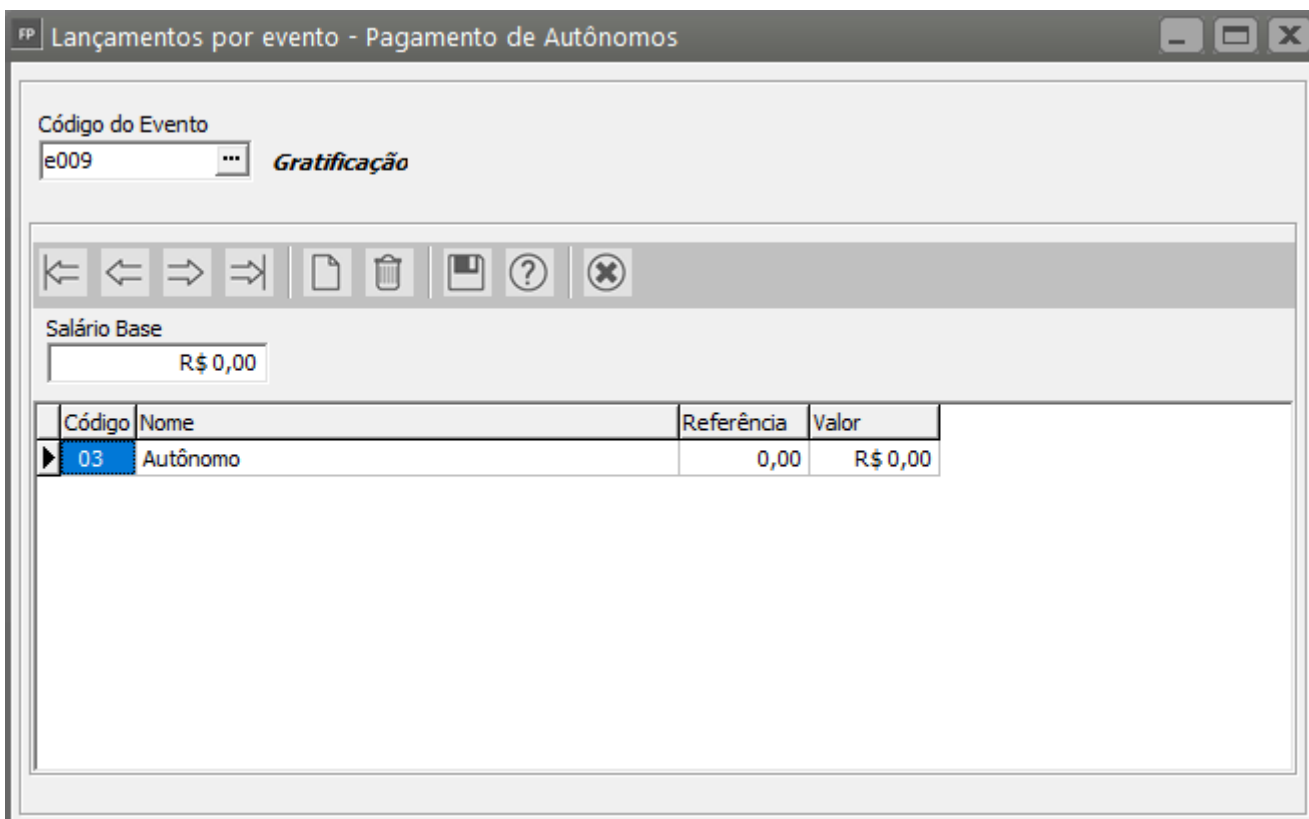 FP Lançamentos por evento - Pagamento de Autônomos
Código do Evento
e009 ... Gratificação
Salário Base
R$ 0,00
Código Nome Referência Valor
03 Autônomo 0,00 R$ 0,00